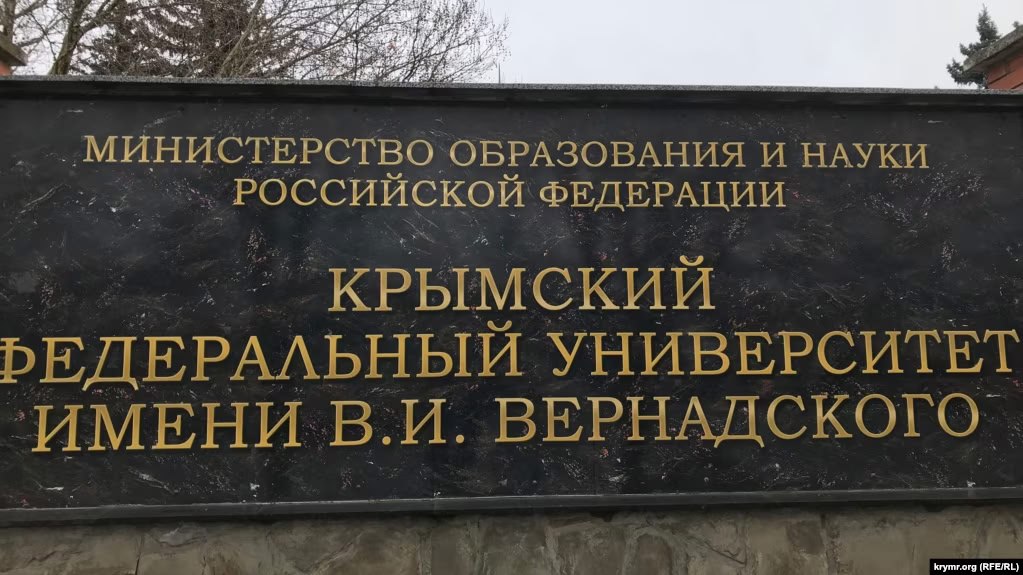 МИНИСТЕРСТВО ОБРАЗОВАНИЯ И НАУКИ
РОССИЙСКОЙ ФЕДЕРАЦИИ
КРЫМСКИЙ
ФЕДЕРАЛЬНЫЙ УНИВЕРСИТЕТ
ИМЕНИ В.И. ВЕРНАДСКОГО
krymr.org (RFE/RL)